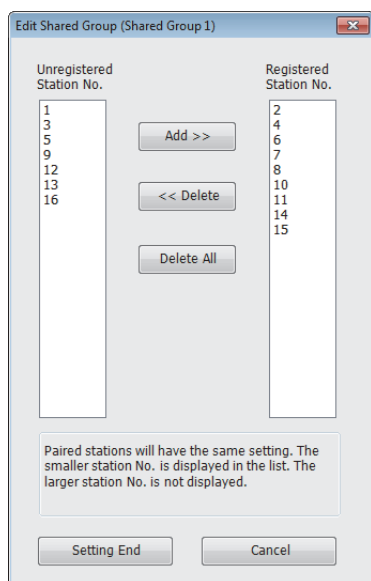 Edit Shared Group (Shared Group 1)
Unregistered
Station No.
1
3
5
9
12
13
16
Add >>
<< Delete
Delete All
Registered
Station No.
2
4
6
7
8
10
11
14
15
Paired stations will have the same setting. The
smaller station No. is displayed in the list. The
larger station No. is not displayed.
Setting End
Cancel